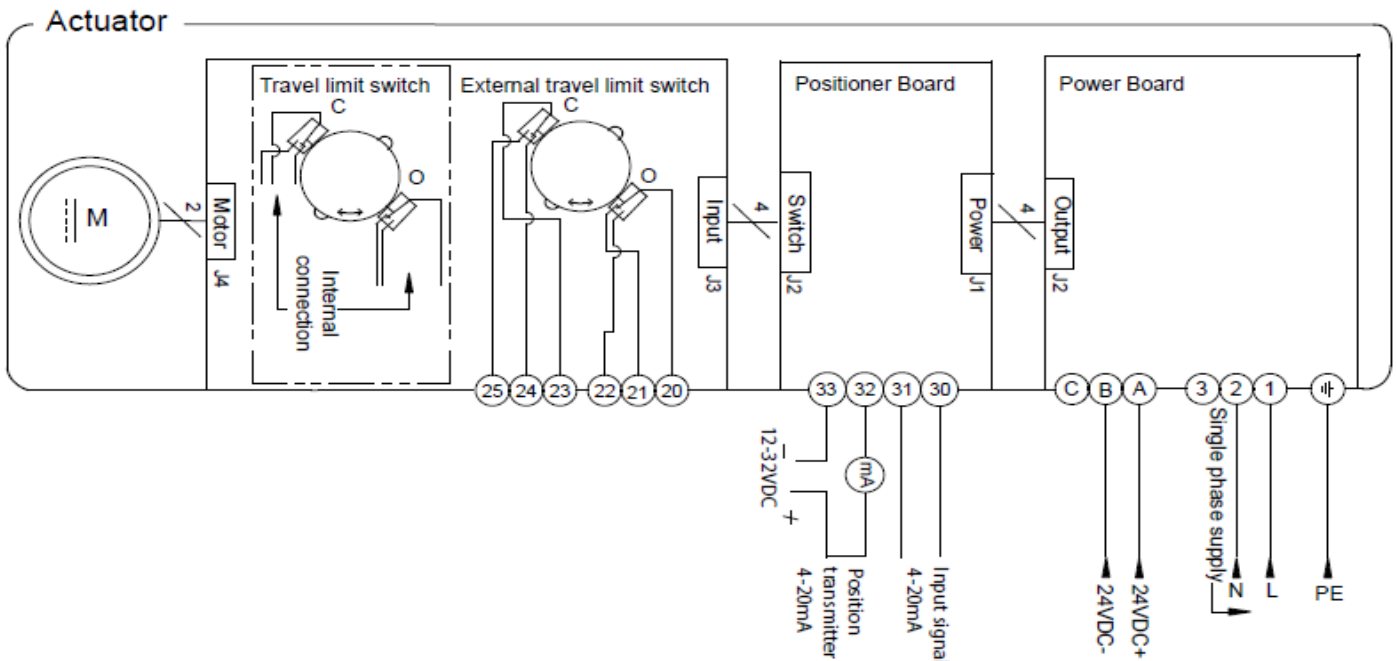 Actuator
Travel limit switch
External travel limit switch
Positioner Board
Power Board
C
C
O
O
M
2
Motor
J4
Internal
connection
Input
J3
4
Switch
J2
Power
J1
4
Output
J2
25 24 23 22 21 20
33 32 31 30
C B A
3 2 1
12-32VDC
−
+
mA
Position
transmitter
4-20mA
Input signa
4-20mA
24VDC-
24VDC+
Single phase supply
N
L
PE